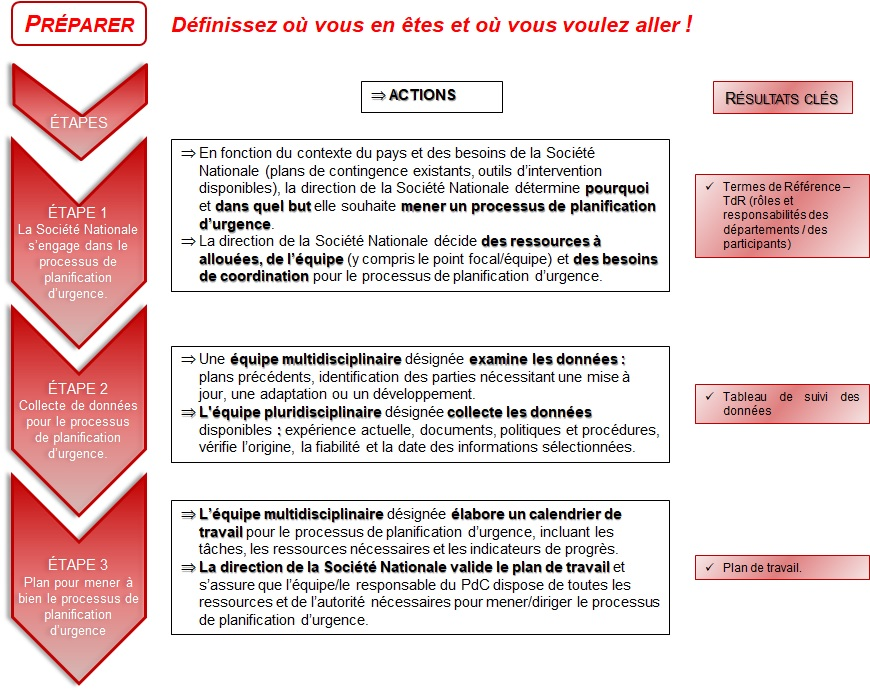 PRÉPARER
Définissez où vous en êtes et où vous voulez aller !
ÉTAPES
⇒ ACTIONS
RÉSULTATS CLÉS
ÉTAPE 1
La Société Nationale
s'engage dans le
processus de
planification
d'urgence.
⇒ En fonction du contexte du pays et des besoins de la Société
Nationale (plans de contingence existants, outils d'intervention
disponibles), la direction de la Société Nationale détermine pourquoi
et dans quel but elle souhaite mener un processus de planification
d'urgence.
⇒ La direction de la Société Nationale décide des ressources à
allouées, de l'équipe (y compris le point focal/équipe) et des besoins
de coordination pour le processus de planification d'urgence.
✓ Termes de Référence –
TdR (rôles et
responsabilités des
départements / des
participants)
ÉTAPE 2
Collecte de données
pour le processus
de planification
d'urgence.
⇒ Une équipe multidisciplinaire désignée examine les données :
plans précédents, identification des parties nécessitant une mise à
jour, une adaptation ou un développement.
⇒ L'équipe pluridisciplinaire désignée collecte les données
disponibles : expérience actuelle, documents, politiques et procédures,
vérifie l'origine, la fiabilité et la date des informations sélectionnées.
✓ Tableau de suivi des
données
ÉTAPE 3
Plan pour mener à
bien le processus de
planification
d'urgence
⇒ L'équipe multidisciplinaire désignée élabore un calendrier de
travail pour le processus de planification d'urgence, incluant les
tâches, les ressources nécessaires et les indicateurs de progrès.
⇒ La direction de la Société Nationale valide le plan de travail et
s'assure que l'équipe/le responsable du PdC dispose de toutes les
ressources et de l'autorité nécessaires pour mener/diriger le processus
de planification d'urgence.
✓ Plan de travail.